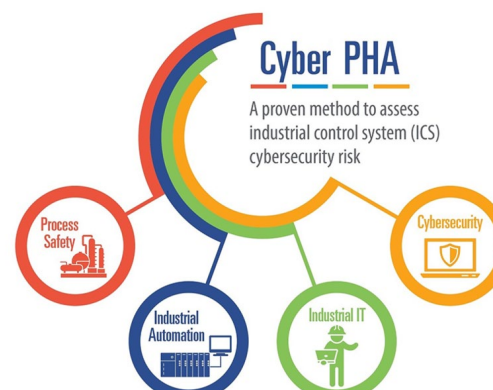 Cyber PHA
A proven method to assess
industrial control system (ICS)
cybersecurity risk
Process
Safety
Cybersecurity
Industrial
Automation
Industrial IT